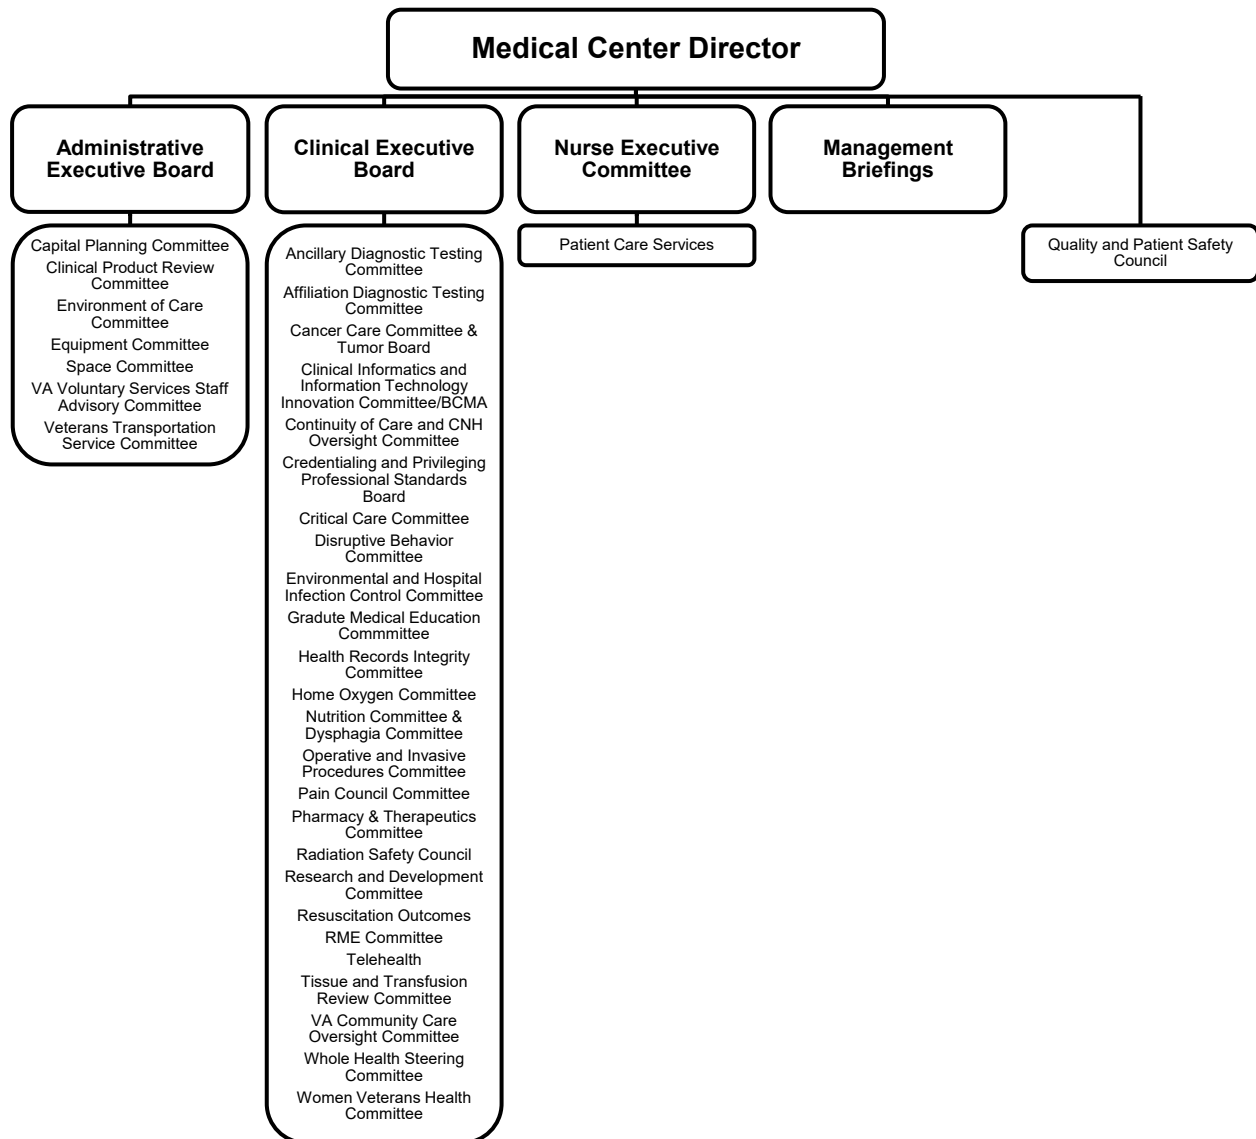 Medical Center Director
Administrative
Executive Board
Clinical Executive
Board
Nurse Executive
Committee
Management
Briefings
Capital Planning Committee
Clinical Product Review
Committee
Environment of Care
Committee
Equipment Committee
Space Committee
VA Voluntary Services Staff
Advisory Committee
Veterans Transportation
Service Committee
Ancillary Diagnostic Testing
Committee
Affiliation Diagnostic Testing
Committee
Cancer Care Committee &
Tumor Board
Clinical Informatics and
Information Technology
Innovation Committee/BCMA
Continuity of Care and CNH
Oversight Committee
Credentialing and Privileging
Professional Standards
Board
Critical Care Committee
Disruptive Behavior
Committee
Environmental and Hospital
Infection Control Committee
Gradute Medical Education
Commmittee
Health Records Integrity
Committee
Home Oxygen Committee
Nutrition Committee &
Dysphagia Committee
Operative and Invasive
Procedures Committee
Pain Council Committee
Pharmacy & Therapeutics
Committee
Radiation Safety Council
Research and Development
Committee
Resuscitation Outcomes
RME Committee
Telehealth
Tissue and Transfusion
Review Committee
VA Community Care
Oversight Committee
Whole Health Steering
Committee
Women Veterans Health
Committee
Patient Care Services
Quality and Patient Safety
Council